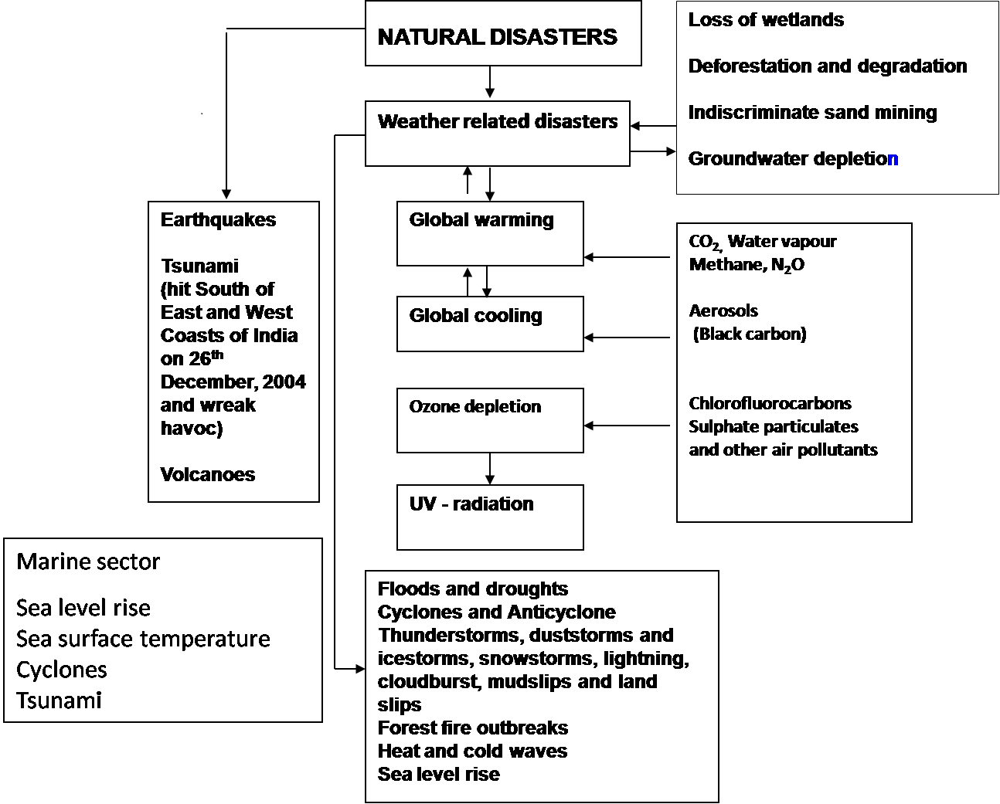 NATURAL DISASTERS
Loss of wetlands
Deforestation and degradation
Indiscriminate sand mining
Groundwater depletion
Weather related disasters
Earthquakes
Tsunami
(hit South of
East and West
Coasts of India
on 26th
December, 2004
and wreak
havoc)
Volcanoes
Global warming
Global cooling
CO2, Water vapour
Methane, N2O
Aerosols
(Black carbon)
Chlorofluorocarbons
Sulphate particulates
and other air pollutants
Ozone depletion
UV - radiation
Marine sector
Sea level rise
Sea surface temperature
Cyclones
Tsunami
Floods and droughts
Cyclones and Anticyclone
Thunderstorms, duststorms and
icestorms, snowstorms, lightning,
cloudburst, mudslips and land
slips
Forest fire outbreaks
Heat and cold waves
Sea level rise